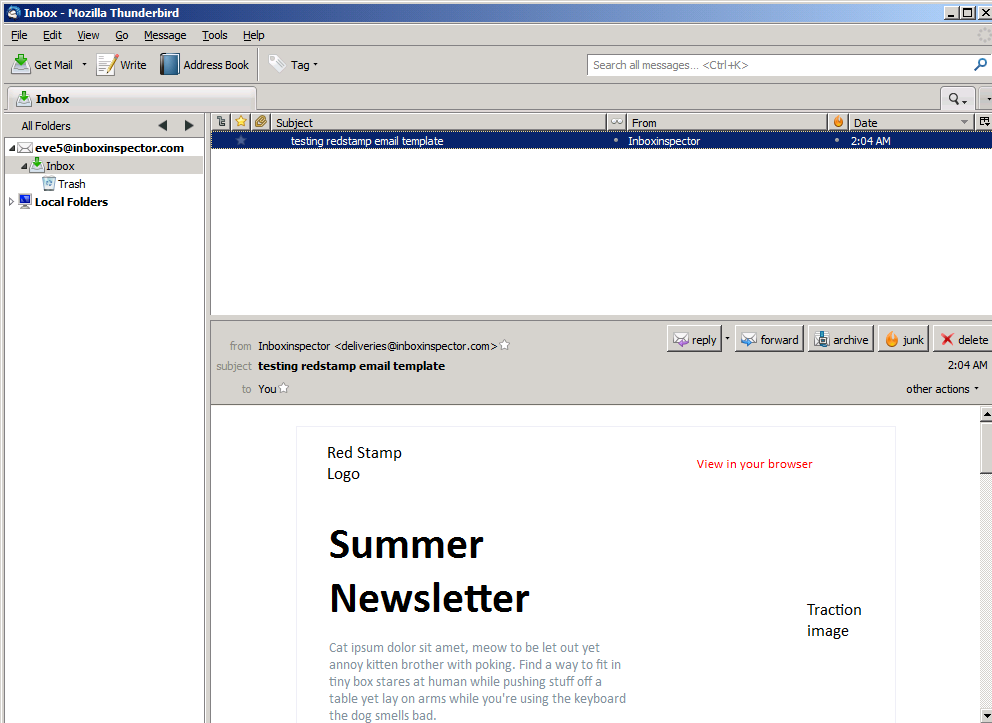 Inbox - Mozilla Thunderbird
File Edit View Go Message Tools Help
Get Mail Write Address Book Tag Search all messages... <Ctrl+K>
Inbox
All Folders
eve5@inboxinspector.com
Inbox
Trash
Local Folders
Subject From Date
testing redstamp email template Inboxinspector 2:04 AM
from Inboxinspector <deliveries@inboxinspector.com> reply forward archive junk delete
subject testing redstamp email template 2:04 AM
to You other actions
Red Stamp
Logo
View in your browser
Summer
Newsletter
Traction
image
Cat ipsum dolor sit amet, meow to be let out yet
annoy kitten brother with poking. Find a way to fit in
tiny box stares at human while pushing stuff off a
table yet lay on arms while you're using the keyboard
the dog smells bad.